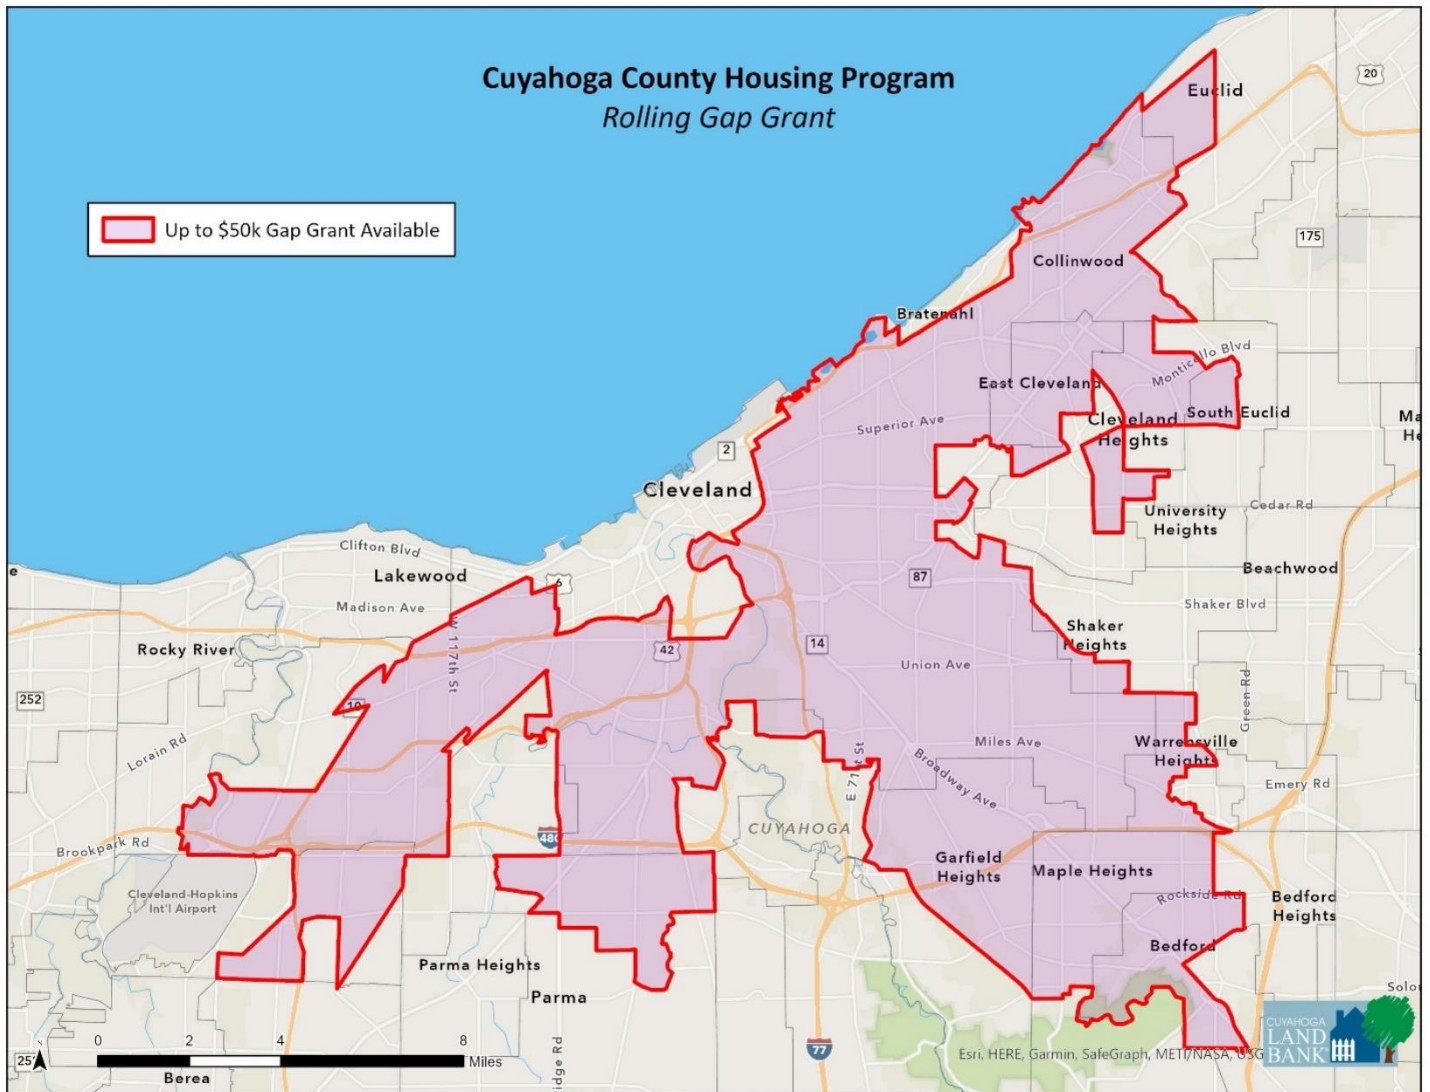 Cuyahoga County Housing Program
Rolling Gap Grant
Up to $50k Gap Grant Available
20
Euclid
175
Collinwood
Bratenahl
Monticello Blvd
East Cleveland
Superior Ave
Cleveland
Heights
South Euclid
2
Cleveland
University
Heights
Cedar Rd
Clifton Blvd
Lakewood
6
Beachwood
87
Madison Ave
Shaker Blvd
W 117th St
Shaker
Heights
Rocky River
42
14
Union Ave
252
10
Green Rd
Lorain Rd
Miles Ave
Warrensville
Heights
E 71st St
Broadway Ave
Emery Rd
CUYAHOGA
480
Brookpark Rd
Garfield
Heights
Maple Heights
Cleveland-Hopkins
Int'l Airport
Rockside Rd
Bedford
Heights
Bedford
Parma Heights
Parma
CUYAHOGA
LAND
BANK
0
2
4
8
Miles
77
Esri, HERE, Garmin, SafeGraph, METI/NASA, USG
Berea